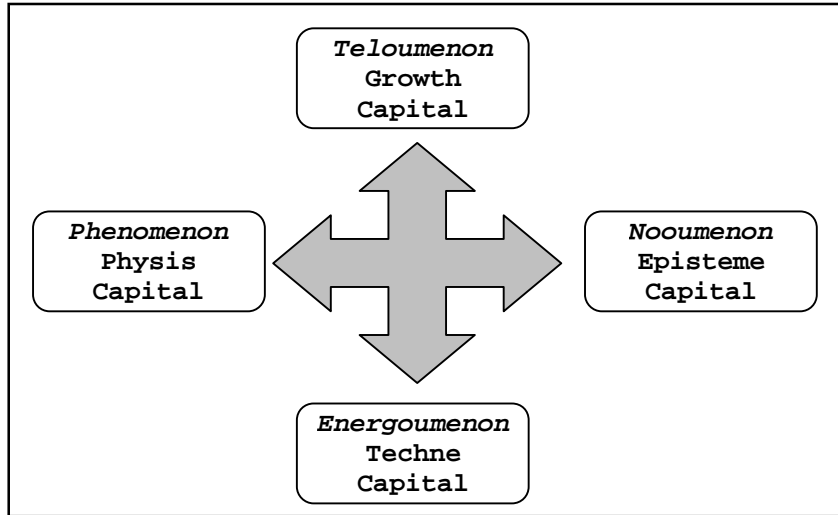 Teloumenon
Growth
Capital
Phenomenon
Physis
Capital
Nooumenon
Episteme
Capital
Energoumenon
Techne
Capital